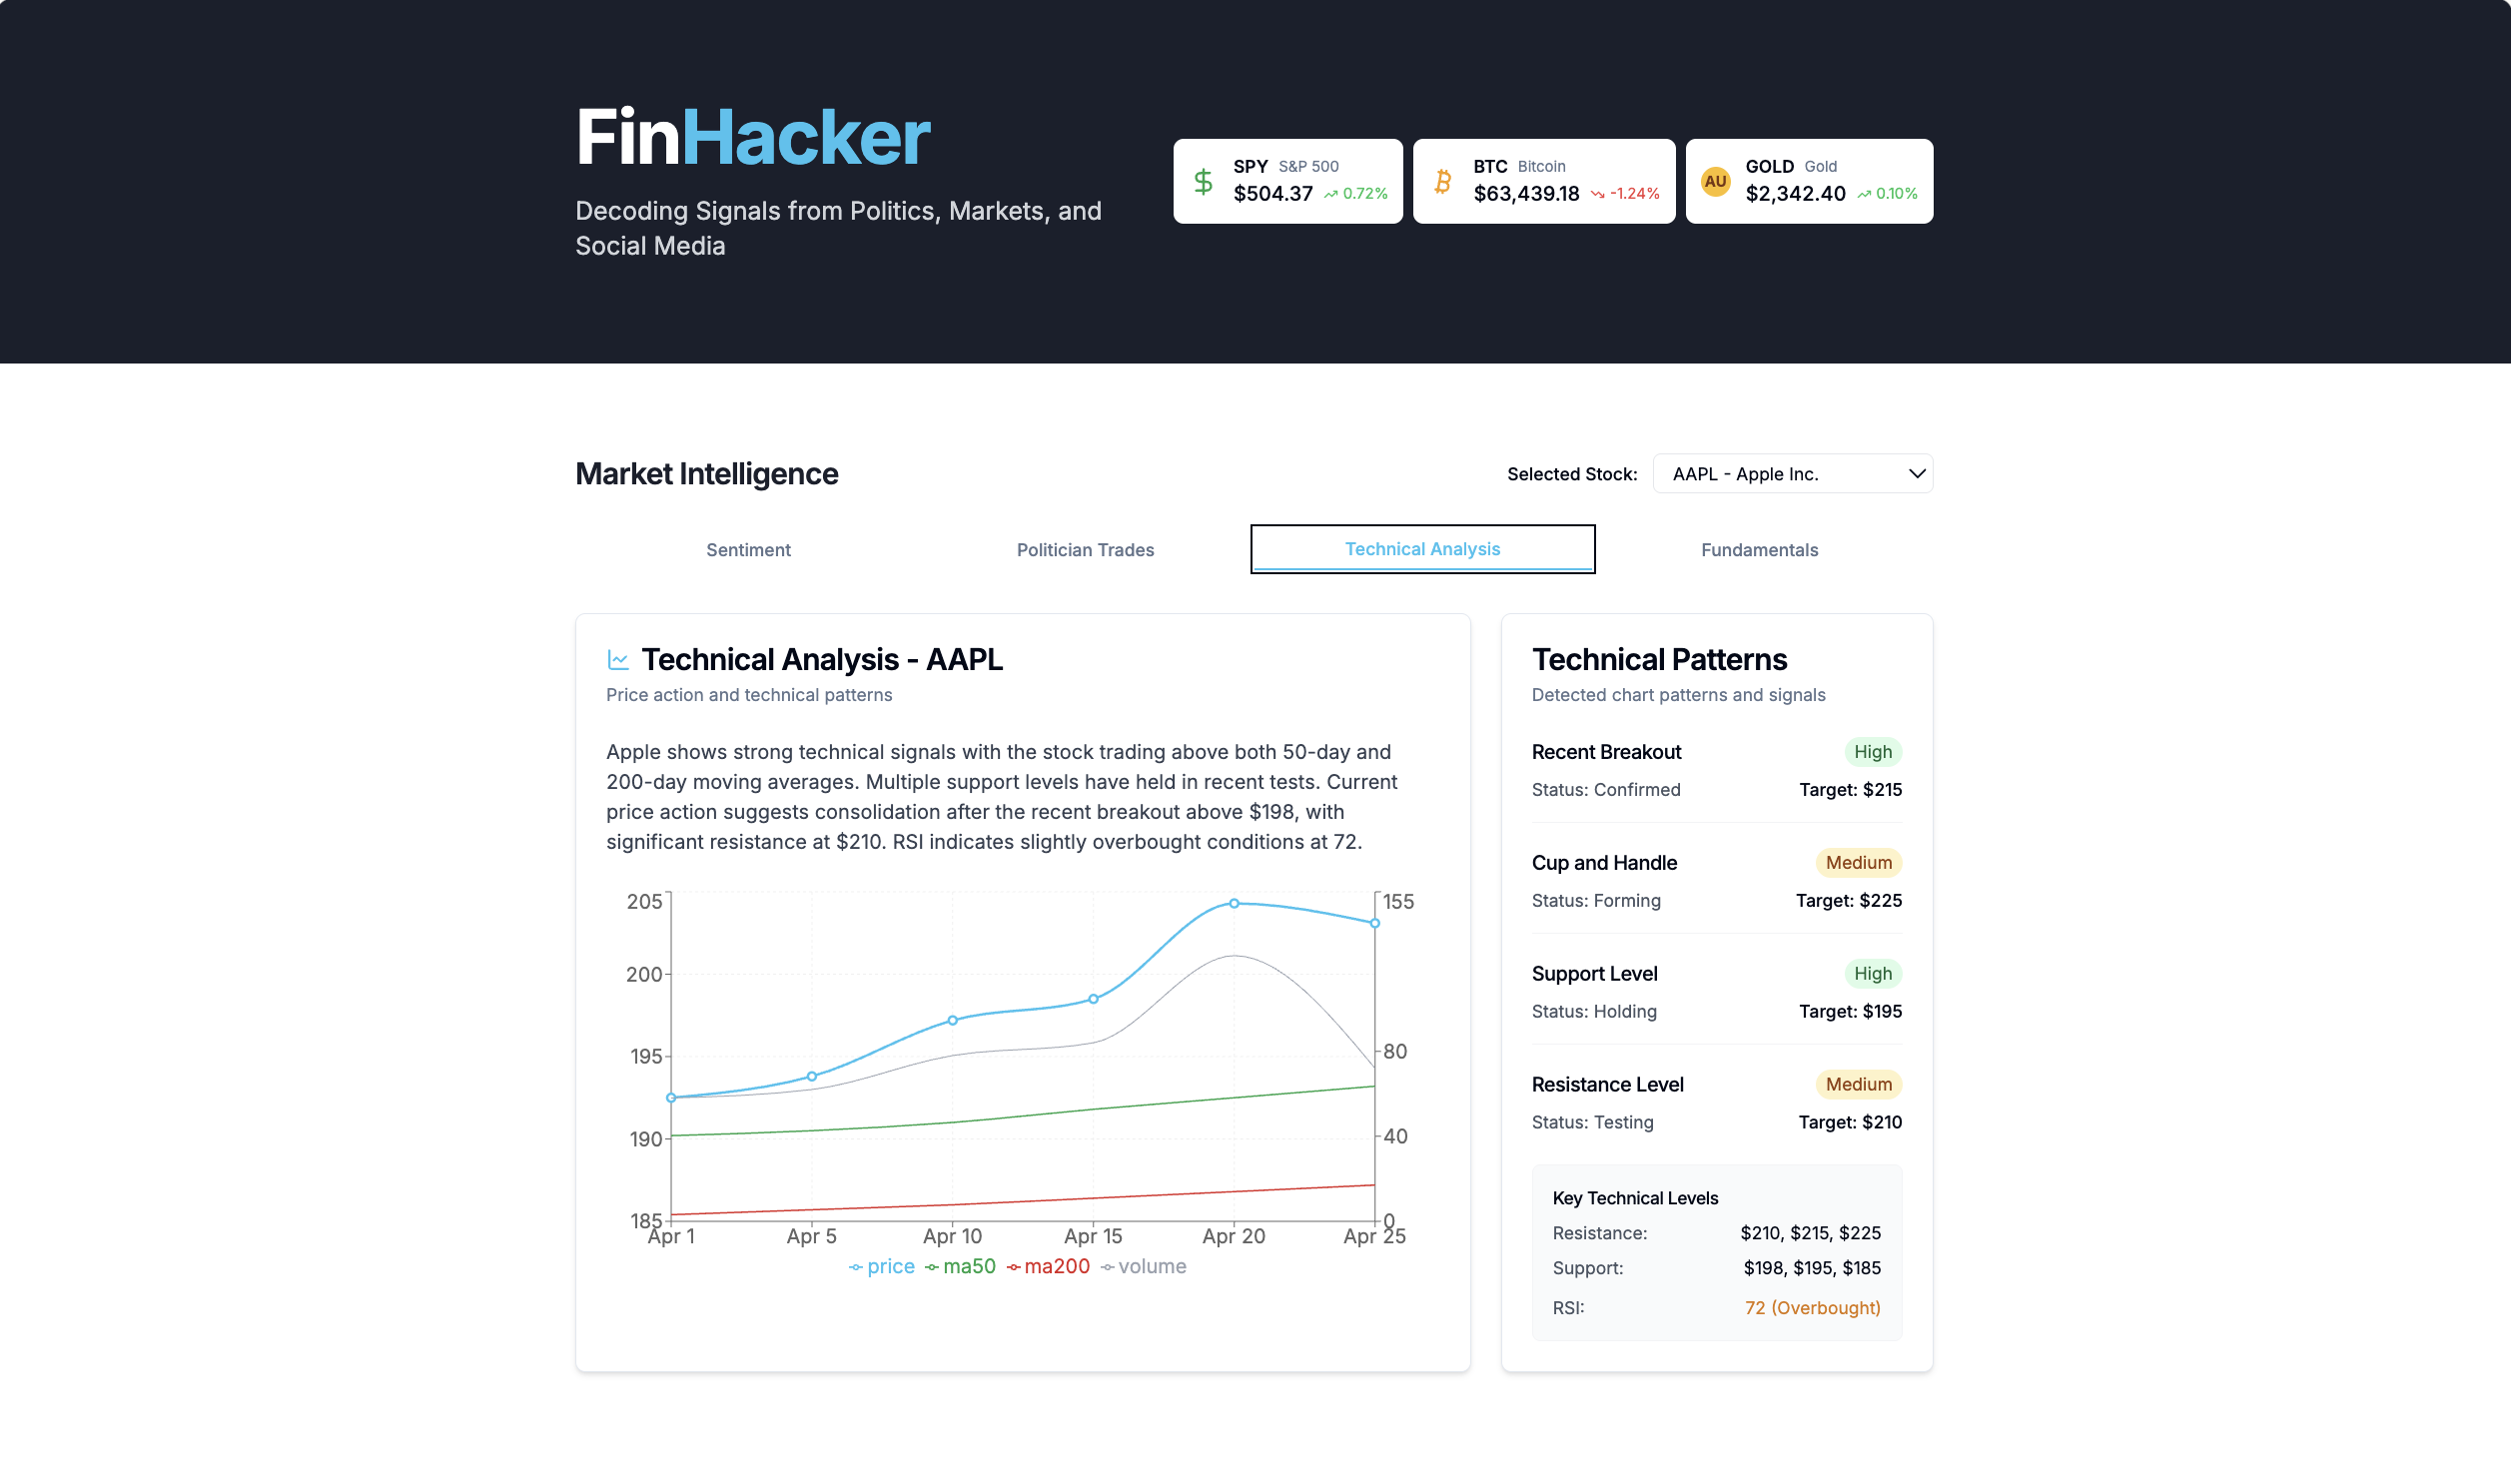 FinHacker
Decoding Signals from Politics, Markets, and
Social Media
SPY S&P 500
$504.37 0.72%
BTC Bitcoin
$63,439.18 -1.24%
AU
GOLD Gold
$2,342.40 0.10%
Market Intelligence
Selected Stock:
AAPL - Apple Inc.
Sentiment
Politician Trades
Technical Analysis
Fundamentals
Technical Analysis - AAPL
Price action and technical patterns
Apple shows strong technical signals with the stock trading above both 50-day and
200-day moving averages. Multiple support levels have held in recent tests. Current
price action suggests consolidation after the recent breakout above $198, with
significant resistance at $210. RSI indicates slightly overbought conditions at 72.
205
200
195
190
185
155
80
40
0
Apr 1 Apr 5 Apr 10 Apr 15 Apr 20 Apr 25
price ma50 ma200 volume
Technical Patterns
Detected chart patterns and signals
Recent Breakout High
Status: Confirmed Target: $215
Cup and Handle Medium
Status: Forming Target: $225
Support Level High
Status: Holding Target: $195
Resistance Level Medium
Status: Testing Target: $210
Key Technical Levels
Resistance: $210, $215, $225
Support: $198, $195, $185
RSI: 72 (Overbought)